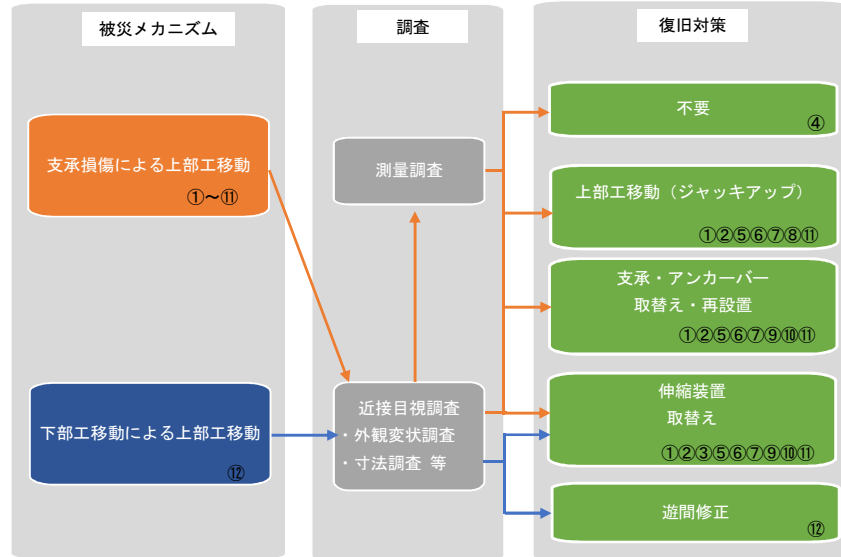 被災メカニズム
調査
復旧対策
支承損傷による上部工移動
①～⑪
下部工移動による上部工移動
⑫
測量調査
近接目視調査
・外観変状調査
・寸法調査 等
不要
④
上部工移動（ジャッキアップ）
①②⑤⑥⑦⑧⑪
支承・アンカーバー
取替え・再設置
①②⑤⑥⑦⑨⑩⑪
伸縮装置
取替え
①②③⑤⑥⑦⑨⑩⑪
遊間修正
⑫